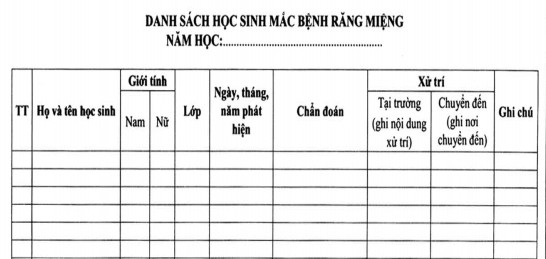 DANH SÁCH HỌC SINH MẮC BỆNH RĂNG MIỆNG
NĂM HỌC:.......................................................
TT
Họ và tên học sinh
Giới tính
Nam
Nữ
Lớp
Ngày, tháng,
năm phát
hiện
Chẩn đoán
Xử trí
Tại trường
(ghi nội dung
xử trí)
Chuyển đến
(ghi nơi
chuyển đến)
Ghi chú